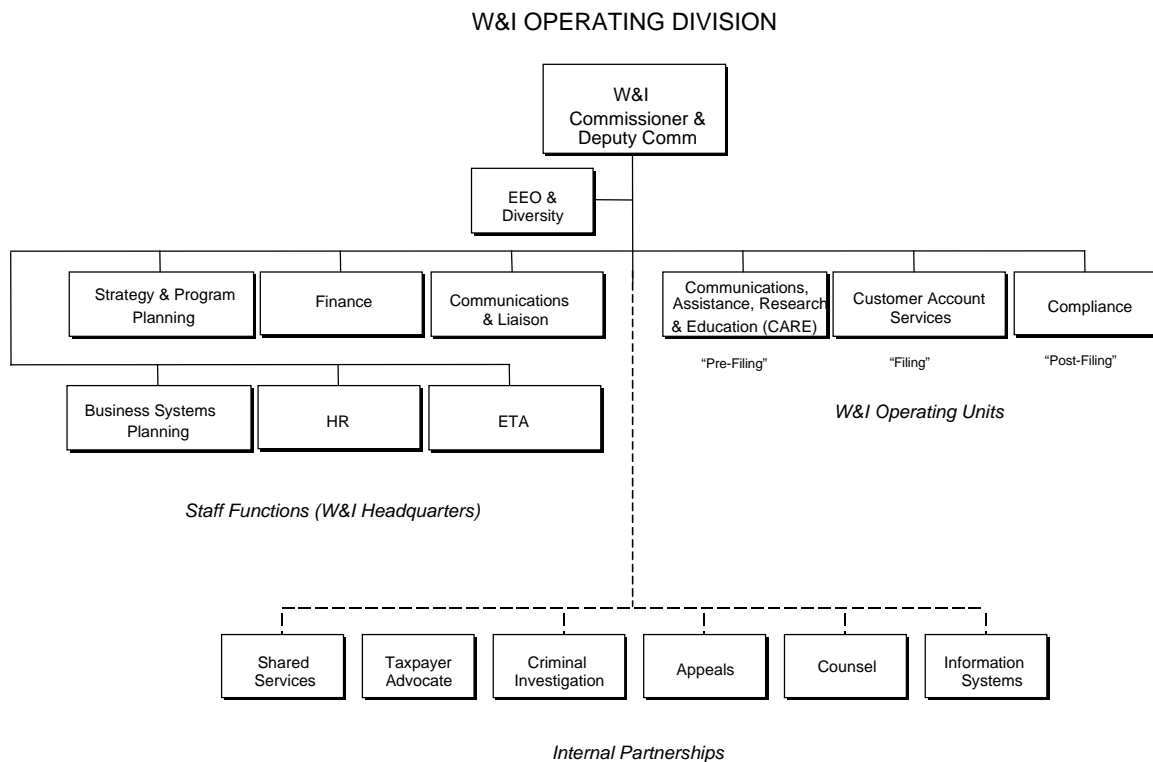 W&I OPERATING DIVISION
W&I
Commissioner &
Deputy Comm
EEO &
Diversity
Strategy & Program
Planning
Finance
Communications
& Liaison
Communications,
Assistance, Research
& Education (CARE)
Customer Account
Services
Compliance
“Pre-Filing”
“Filing”
“Post-Filing”
Business Systems
Planning
HR
ETA
W&I Operating Units
Staff Functions (W&I Headquarters)
Shared
Services
Taxpayer
Advocate
Criminal
Investigation
Appeals
Counsel
Information
Systems
Internal Partnerships